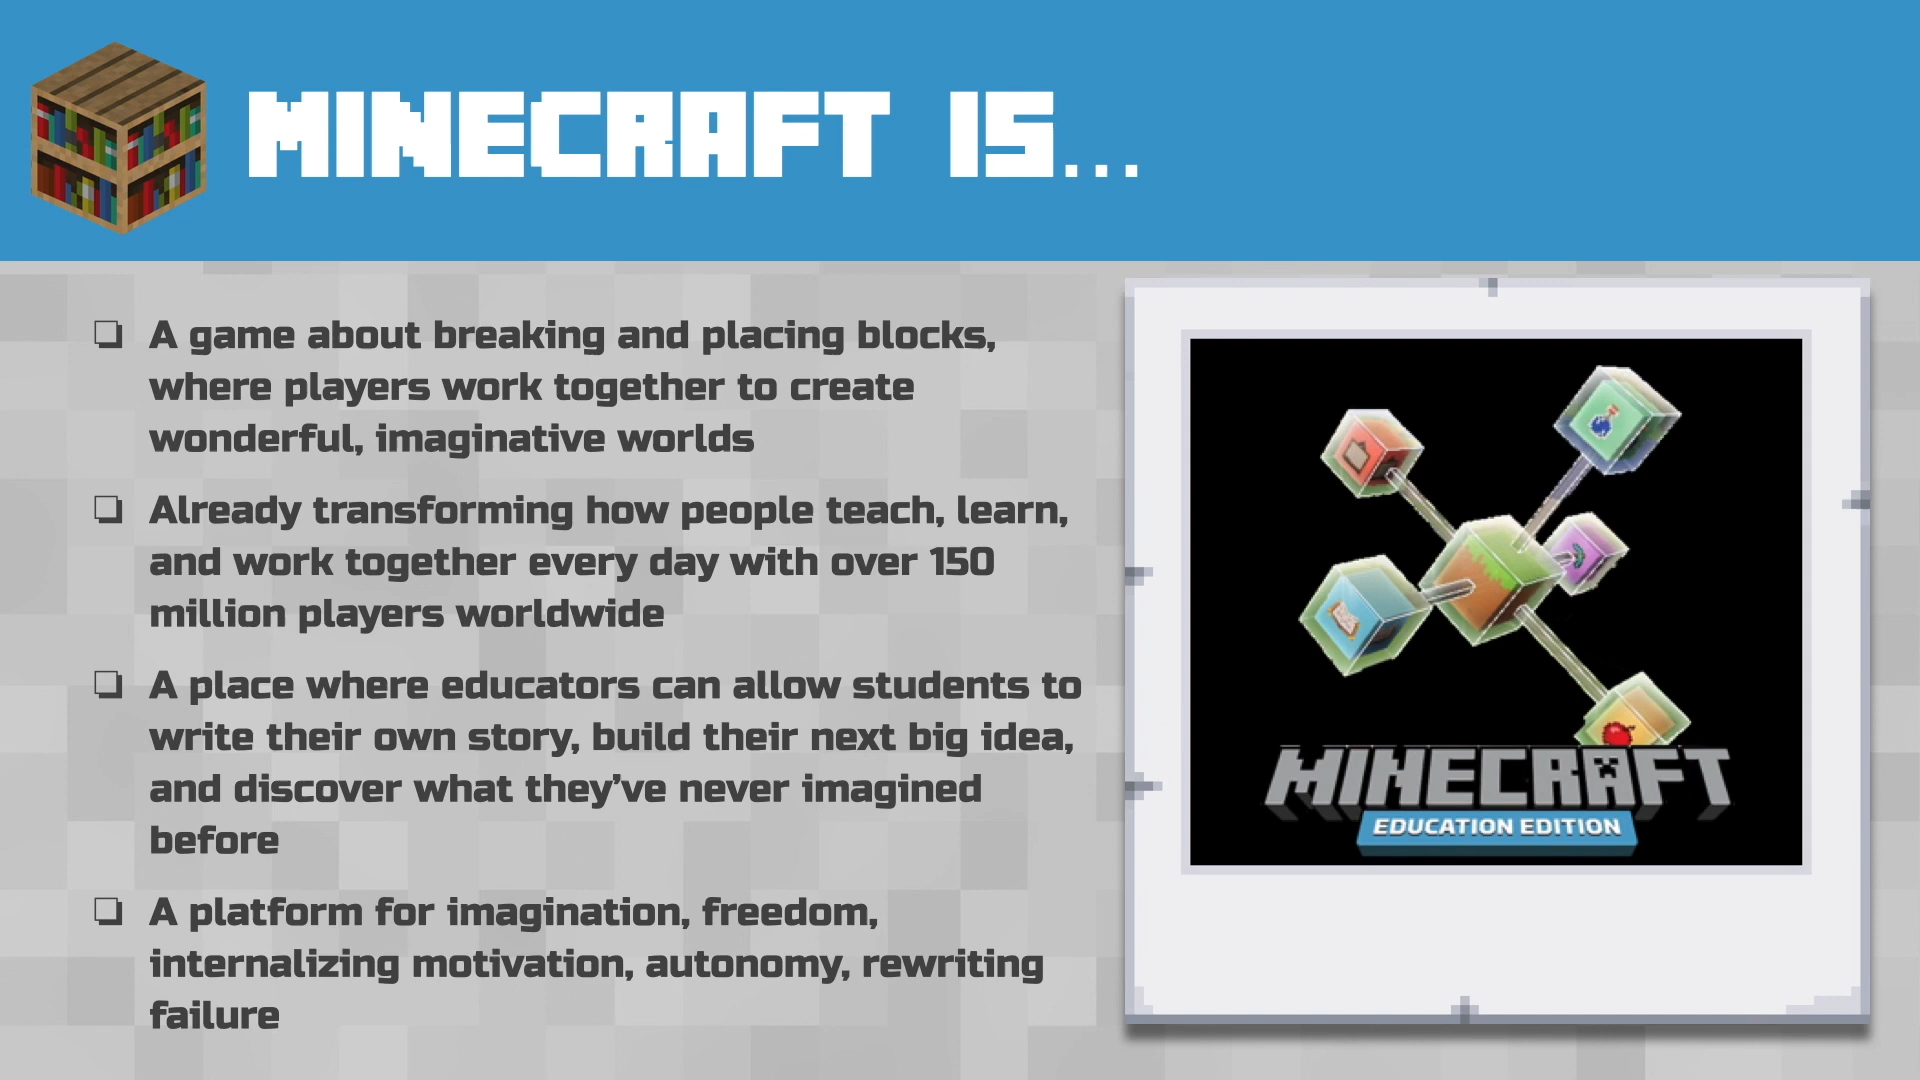 MINECRAFT IS...
❏ A game about breaking and placing blocks,
where players work together to create
wonderful, imaginative worlds
❏ Already transforming how people teach, learn,
and work together every day with over 150
million players worldwide
❏ A place where educators can allow students to
write their own story, build their next big idea,
and discover what they’ve never imagined
before
❏ A platform for imagination, freedom,
internalizing motivation, autonomy, rewriting
failure
MINECRAFT
EDUCATION EDITION